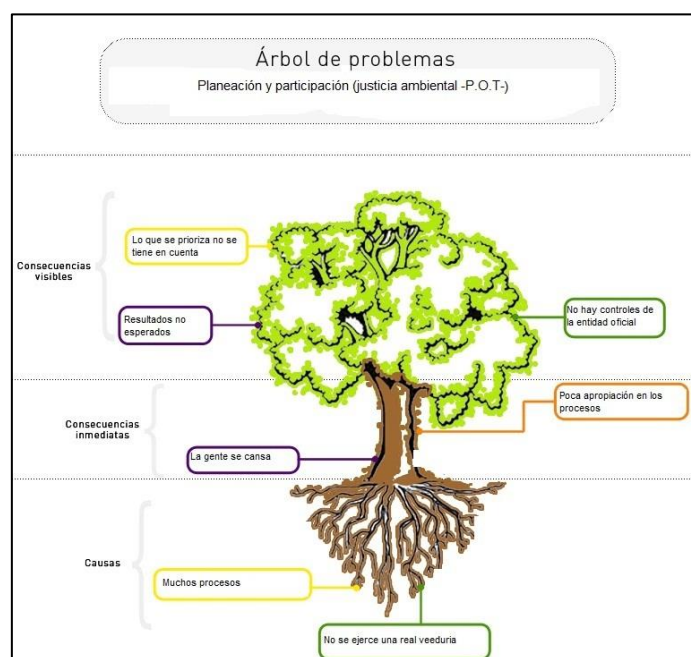 Árbol de problemas
Planeación y participación (justicia ambiental -P.O.T-)
Lo que se prioriza no se
tiene en cuenta
Consecuencias
visibles
Resultados no
esperados
No hay controles de
la entidad oficial
Poca apropiación en los
procesos
Consecuencias
inmediatas
La gente se cansa
Causas
Muchos procesos
No se ejerce una real veeduria